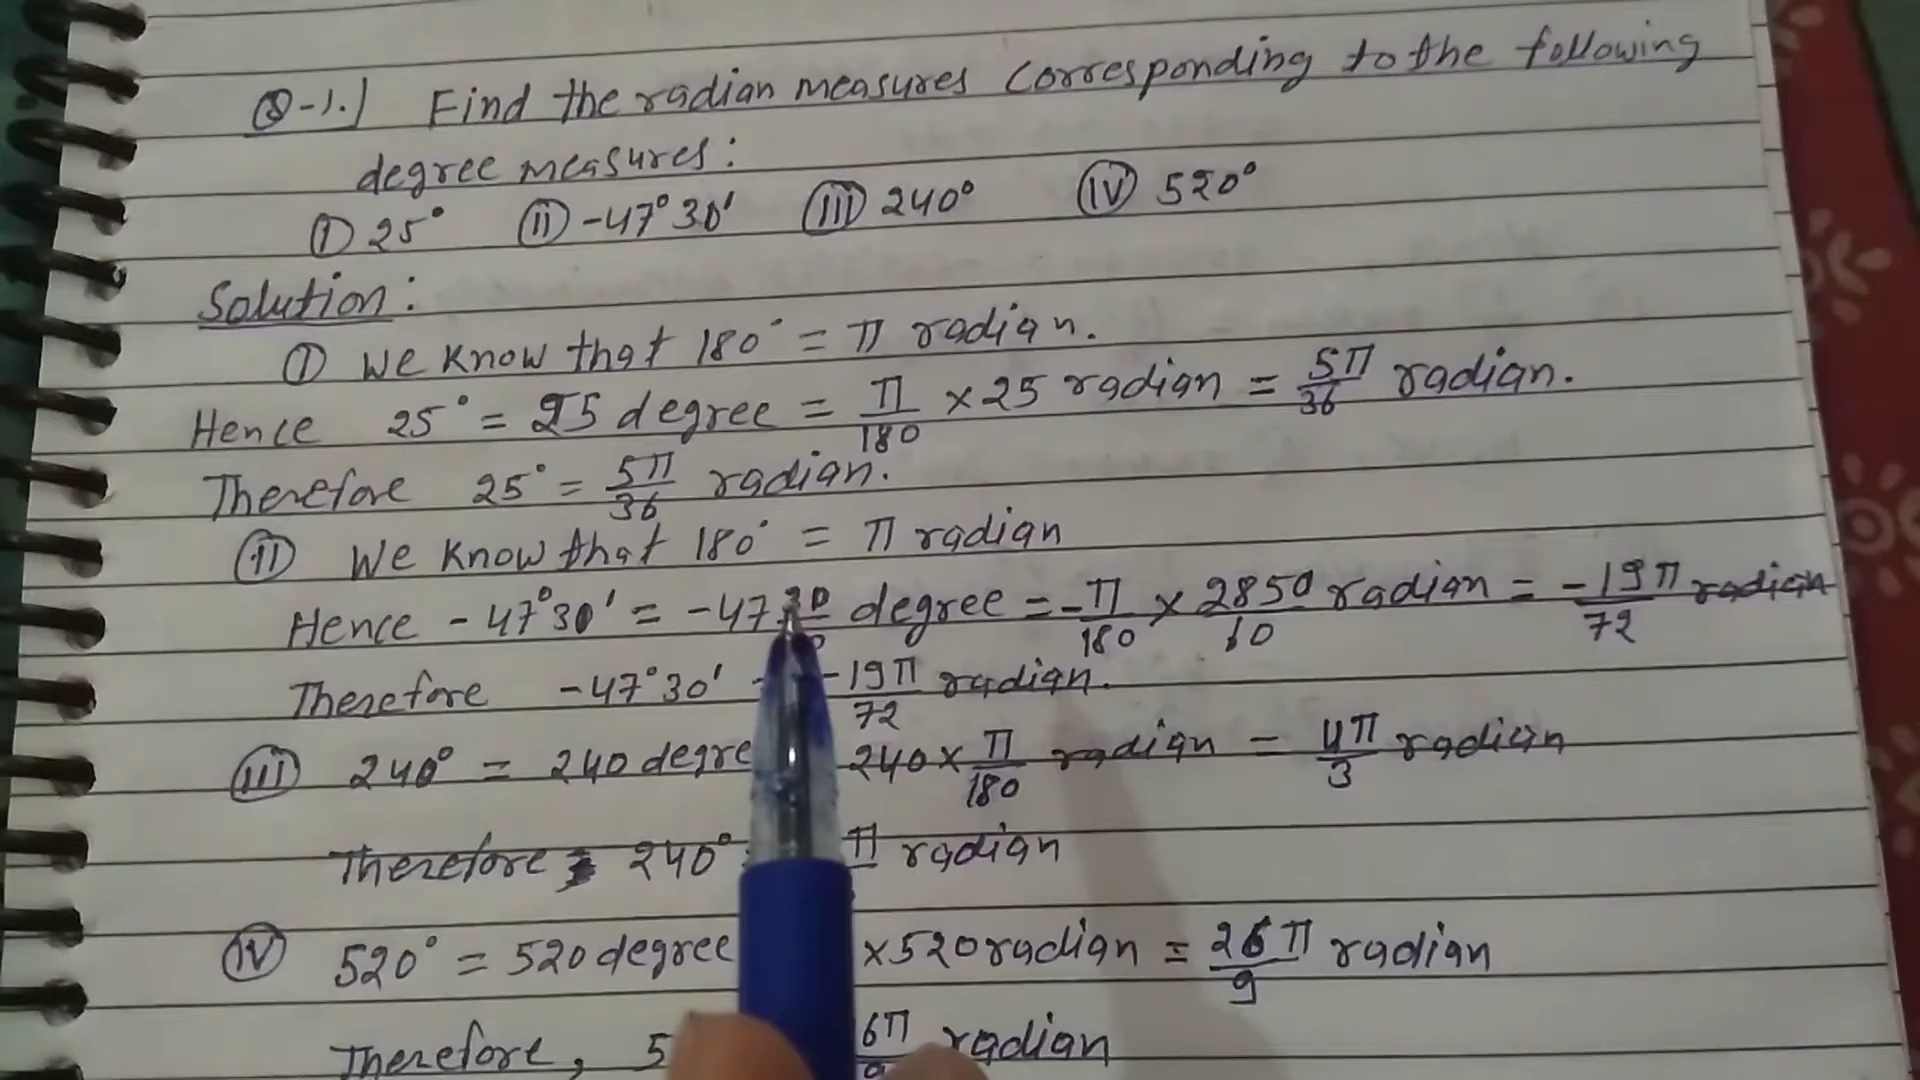 Q-1. Find the radian measures corresponding to the following
degree measures:
(I) 25° (II) -47°30' (III) 240° (IV) 520°
Solution:
(I) We know that 180° = π radian.
Hence 25° = 25 degree = π/180 × 25 radian = 5π/36 radian.
Therefore 25° = 5π/36 radian.
(II) We know that 180° = π radian
Hence -47°30' = -47 30 degree = -π/180 × 2850/60 radian = -19π/72 radian
Therefore -47°30' -19π/72 radian.
(III) 240° = 240 degre 240 × π/180 radian = 4π/3 radian
Therefore, 240° π radian
(IV) 520° = 520 degree × 520 radian = 26π/9 radian
Therefore, 5 6π/9 radian